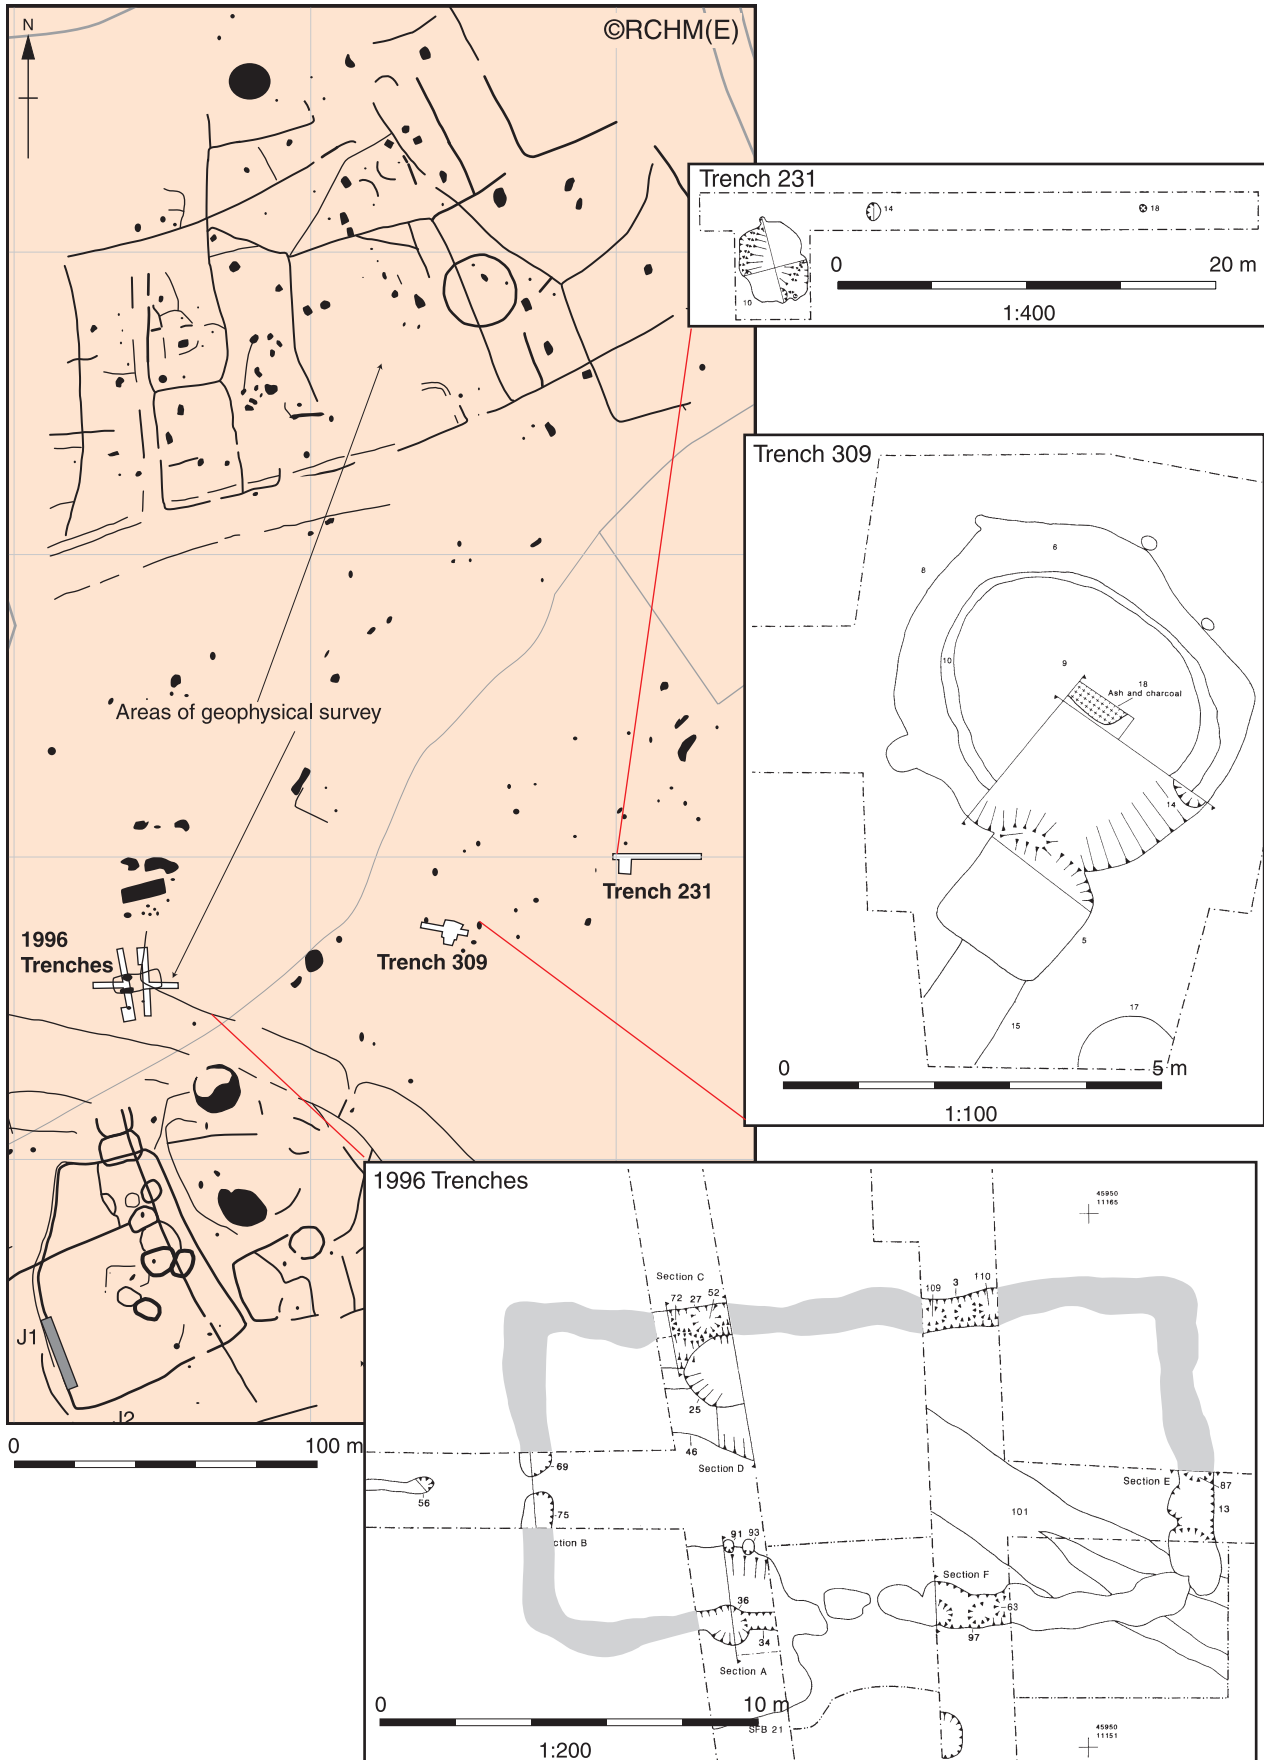 N
©RCHM(E)
Areas of geophysical survey
1996
Trenches
Trench 309
Trench 231
J1
J2
0 100 m
Trench 231
14
18
10
0 20 m
1:400
Trench 309
6
8
10
9
18
Ash and charcoal
14
5
15
17
0 5 m
1:100
1996 Trenches
45950
11165
Section C
72 27 52
109 3 110
25
46
Section D
69
56
75
ction B
Section E
87
13
101
91 93
Section F
36
63
34
97
Section A
0 10 m
SFB 21
1:200
45950
11151